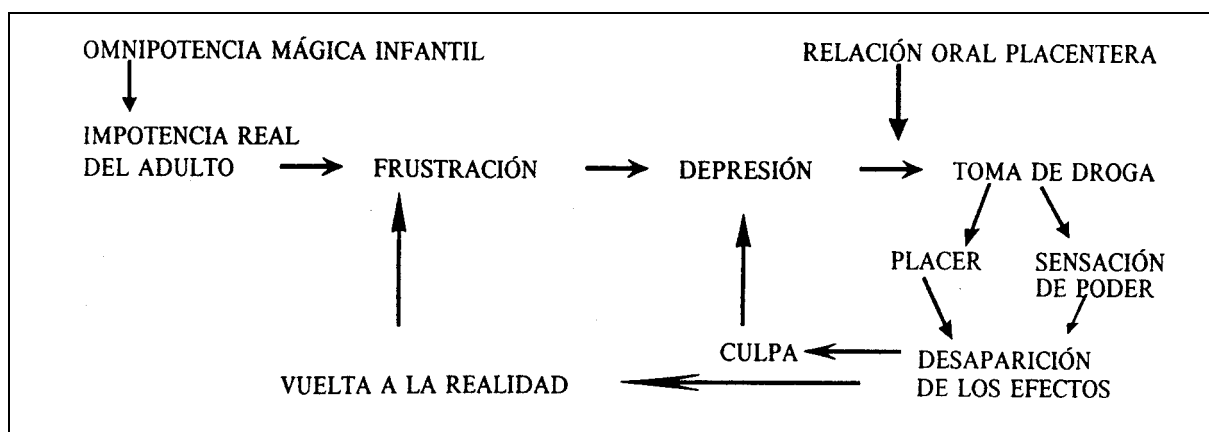 OMNIPOTENCIA MÁGICA INFANTIL
RELACIÓN ORAL PLACENTERA
IMPOTENCIA REAL
DEL ADULTO
FRUSTRACIÓN
DEPRESIÓN
TOMA DE DROGA
PLACER
SENSACIÓN
DE PODER
CULPA
DESAPARICIÓN
DE LOS EFECTOS
VUELTA A LA REALIDAD